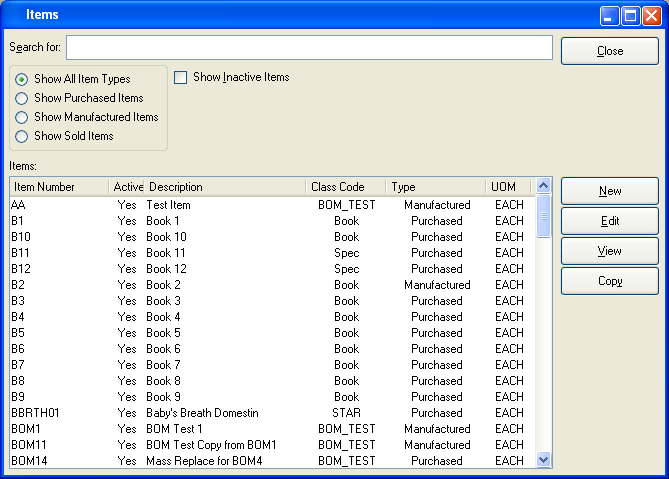 Items
Search for:
Close
Show All Item Types
Show Inactive Items
Show Purchased Items
Show Manufactured Items
Show Sold Items
Items:
Item Number Active Description Class Code Type UOM
AA Yes Test Item BOM_TEST Manufactured EACH
B1 Yes Book 1 Book Purchased EACH
B10 Yes Book 10 Book Purchased EACH
B11 Yes Book 11 Spec Purchased EACH
B12 Yes Book 12 Spec Purchased EACH
B2 Yes Book 2 Book Manufactured EACH
B3 Yes Book 3 Book Purchased EACH
B4 Yes Book 4 Book Purchased EACH
B5 Yes Book 5 Book Purchased EACH
B6 Yes Book 6 Book Purchased EACH
B7 Yes Book 7 Book Purchased EACH
B8 Yes Book 8 Book Purchased EACH
B9 Yes Book 9 Book Purchased EACH
BBRTH01 Yes Baby's Breath Domestin STAR Purchased EACH
BOM1 Yes BOM Test 1 BOM_TEST Manufactured EACH
BOM11 Yes BOM Test Copy from BOM1 BOM_TEST Manufactured EACH
BOM14 Yes Mass Replace for BOM4 BOM_TEST Purchased EACH
New
Edit
View
Copy